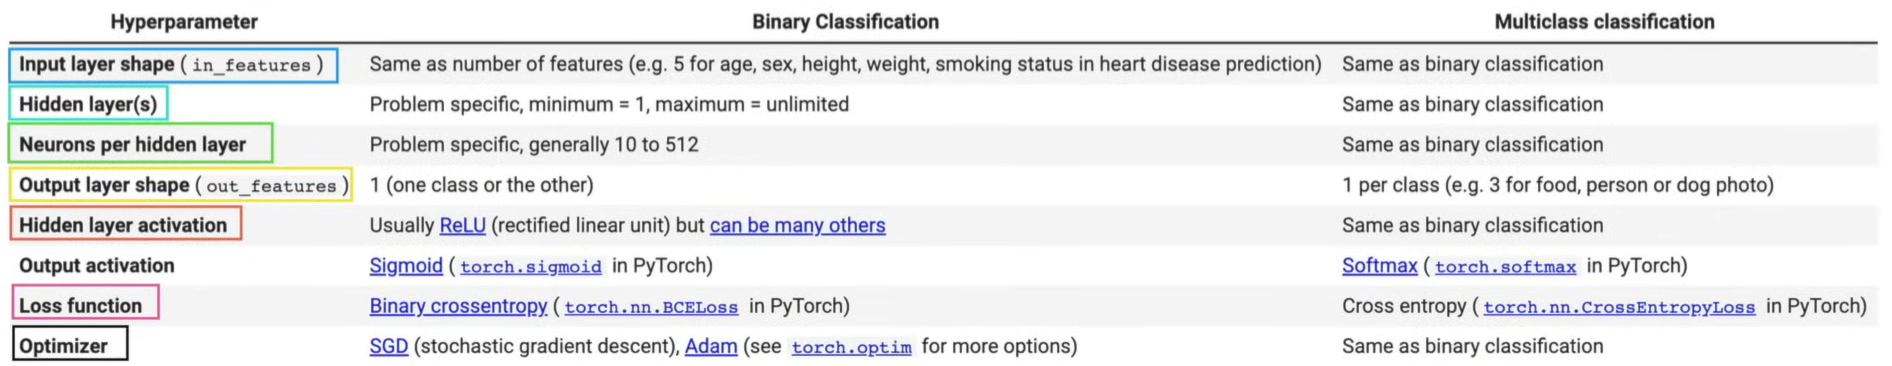 Hyperparameter Binary Classification Multiclass classification
Input layer shape ( in_features ) Same as number of features (e.g. 5 for age, sex, height, weight, smoking status in heart disease prediction) Same as binary classification
Hidden layer(s) Problem specific, minimum = 1, maximum = unlimited Same as binary classification
Neurons per hidden layer Problem specific, generally 10 to 512 Same as binary classification
Output layer shape ( out_features ) 1 (one class or the other) 1 per class (e.g. 3 for food, person or dog photo)
Hidden layer activation Usually ReLU (rectified linear unit) but can be many others Same as binary classification
Output activation Sigmoid ( torch.sigmoid in PyTorch) Softmax ( torch.softmax in PyTorch)
Loss function Binary crossentropy ( torch.nn.BCELoss in PyTorch) Cross entropy ( torch.nn.CrossEntropyLoss in PyTorch)
Optimizer SGD (stochastic gradient descent), Adam (see torch.optim for more options) Same as binary classification